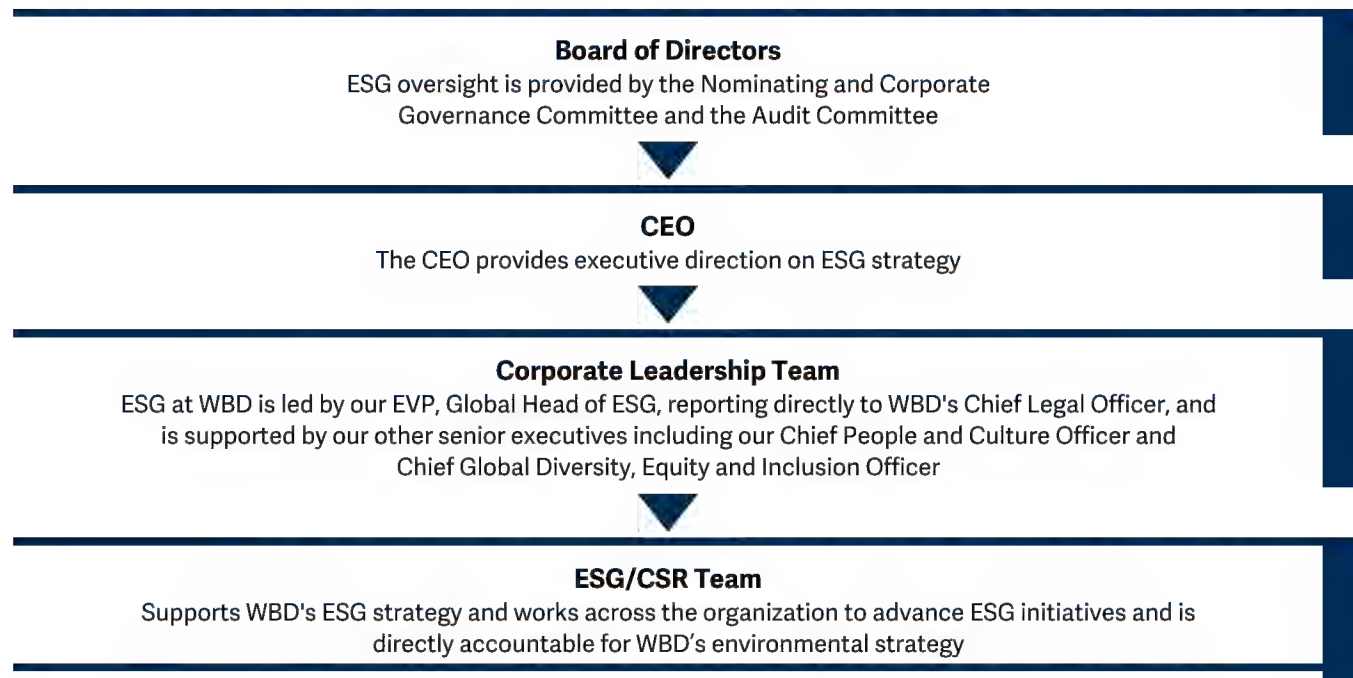 Board of Directors
ESG oversight is provided by the Nominating and Corporate
Governance Committee and the Audit Committee
CEO
The CEO provides executive direction on ESG strategy
Corporate Leadership Team
ESG at WBD is led by our EVP, Global Head of ESG, reporting directly to WBD's Chief Legal Officer, and
is supported by our other senior executives including our Chief People and Culture Officer and
Chief Global Diversity, Equity and Inclusion Officer
ESG/CSR Team
Supports WBD's ESG strategy and works across the organization to advance ESG initiatives and is
directly accountable for WBD’s environmental strategy